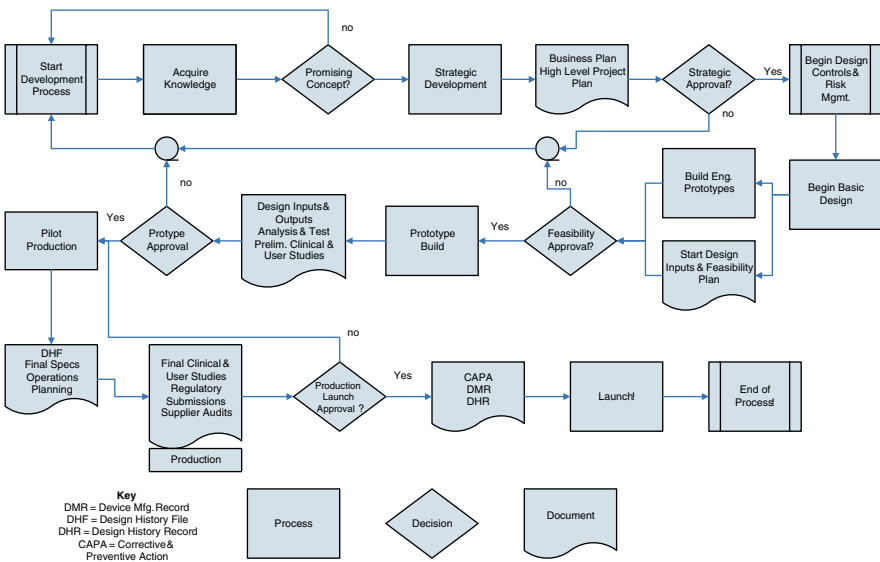 no
Start
Development
Process
Acquire
Knowledge
Promising
Concept?
Strategic
Development
Business Plan
High Level Project
Plan
Strategic
Approval?
Yes
Begin Design
Controls &
Risk
Mgmt.
no
no
no
Build Eng.
Prototypes
Begin Basic
Design
Pilot
Production
Yes
Protype
Approval
Design Inputs &
Outputs
Analysis & Test
Prelim. Clinical &
User Studies
Prototype
Build
Yes
Feasibility
Approval?
Start Design
Inputs & Feasibility
Plan
no
DHF
Final Specs
Operations
Planning
Final Clinical &
User Studies
Regulatory
Submissions
Supplier Audits
Production
Production
Launch
Approval ?
Yes
CAPA
DMR
DHR
Launch!
End of
Process!
Key
DMR = Device Mfg. Record
DHF = Design History File
DHR = Design History Record
CAPA = Corrective &
Preventive Action
Process
Decision
Document